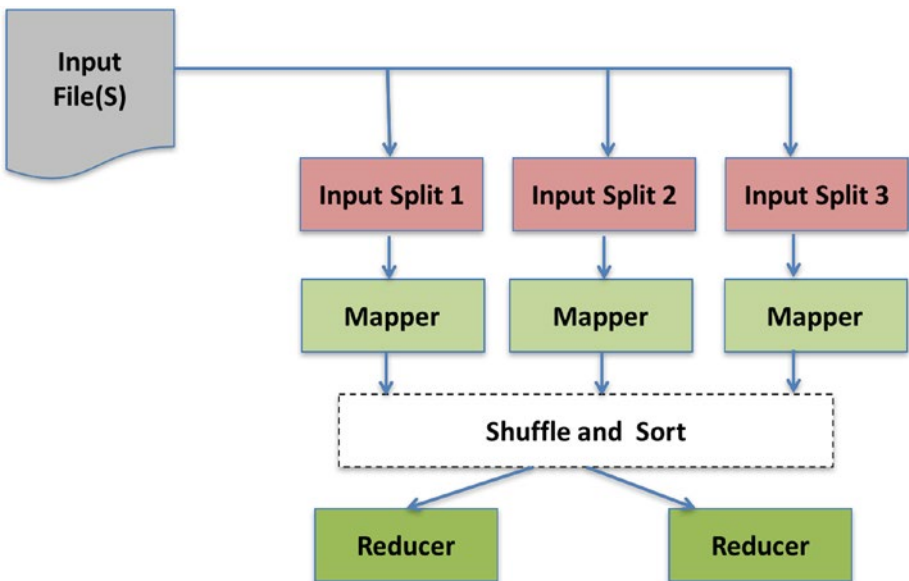 Input
File(S)
Input Split 1
Input Split 2
Input Split 3
Mapper
Mapper
Mapper
Shuffle and Sort
Reducer
Reducer